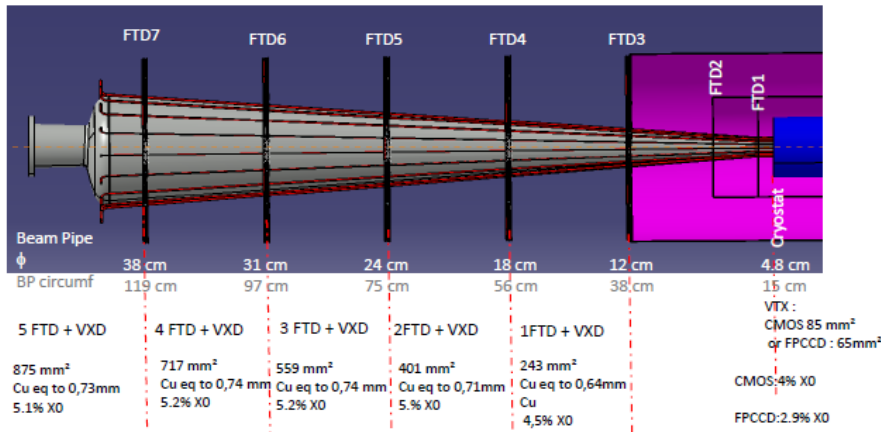 FTD7 FTD6 FTD5 FTD4 FTD3
FTD2
FTD1
Cryostat
Beam Pipe
ϕ 38 cm 31 cm 24 cm 18 cm 12 cm 4.8 cm
BP circumf 119 cm 97 cm 75 cm 56 cm 38 cm 15 cm
VTX :
CMOS 85 mm²
or FPCCD : 65mm²
CMOS:4% X0
FPCCD:2.9% X0
5 FTD + VXD
875 mm²
Cu eq to 0,73mm
5.1% X0
4 FTD + VXD
717 mm²
Cu eq to 0,74 mm
5.2% X0
3 FTD + VXD
559 mm²
Cu eq to 0,74 mm
5.2% X0
2FTD + VXD
401 mm²
Cu eq to 0,71mm
5.% X0
1FTD + VXD
243 mm²
Cu eq to 0,64mm
Cu
4,5% X0